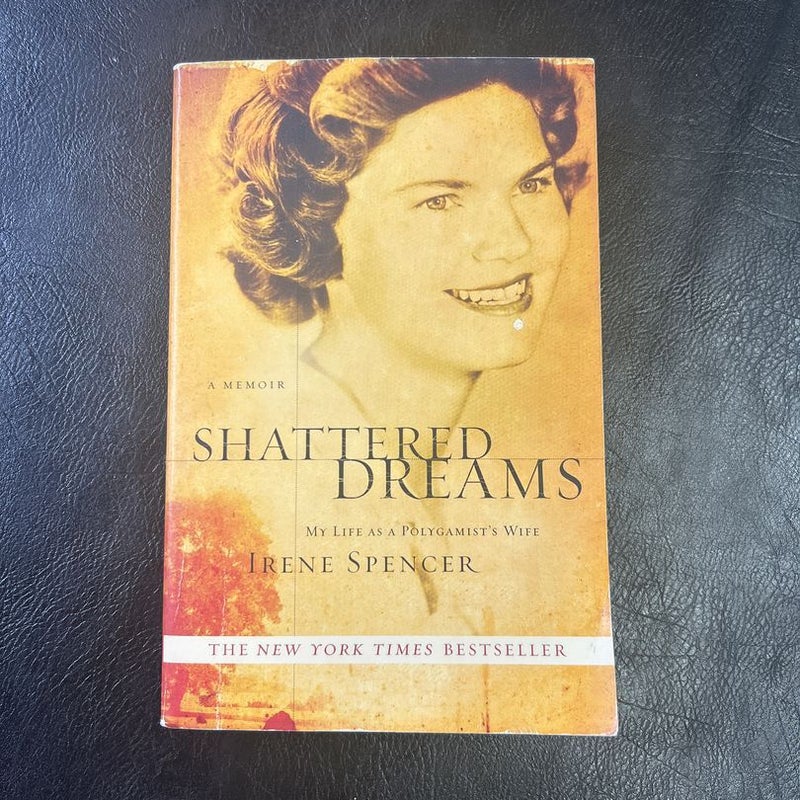 A MEMOIR
SHATTERED
DREAMS
MY LIFE AS A POLYGAMIST'S WIFE
IRENE SPENCER
THE NEW YORK TIMES BESTSELLER